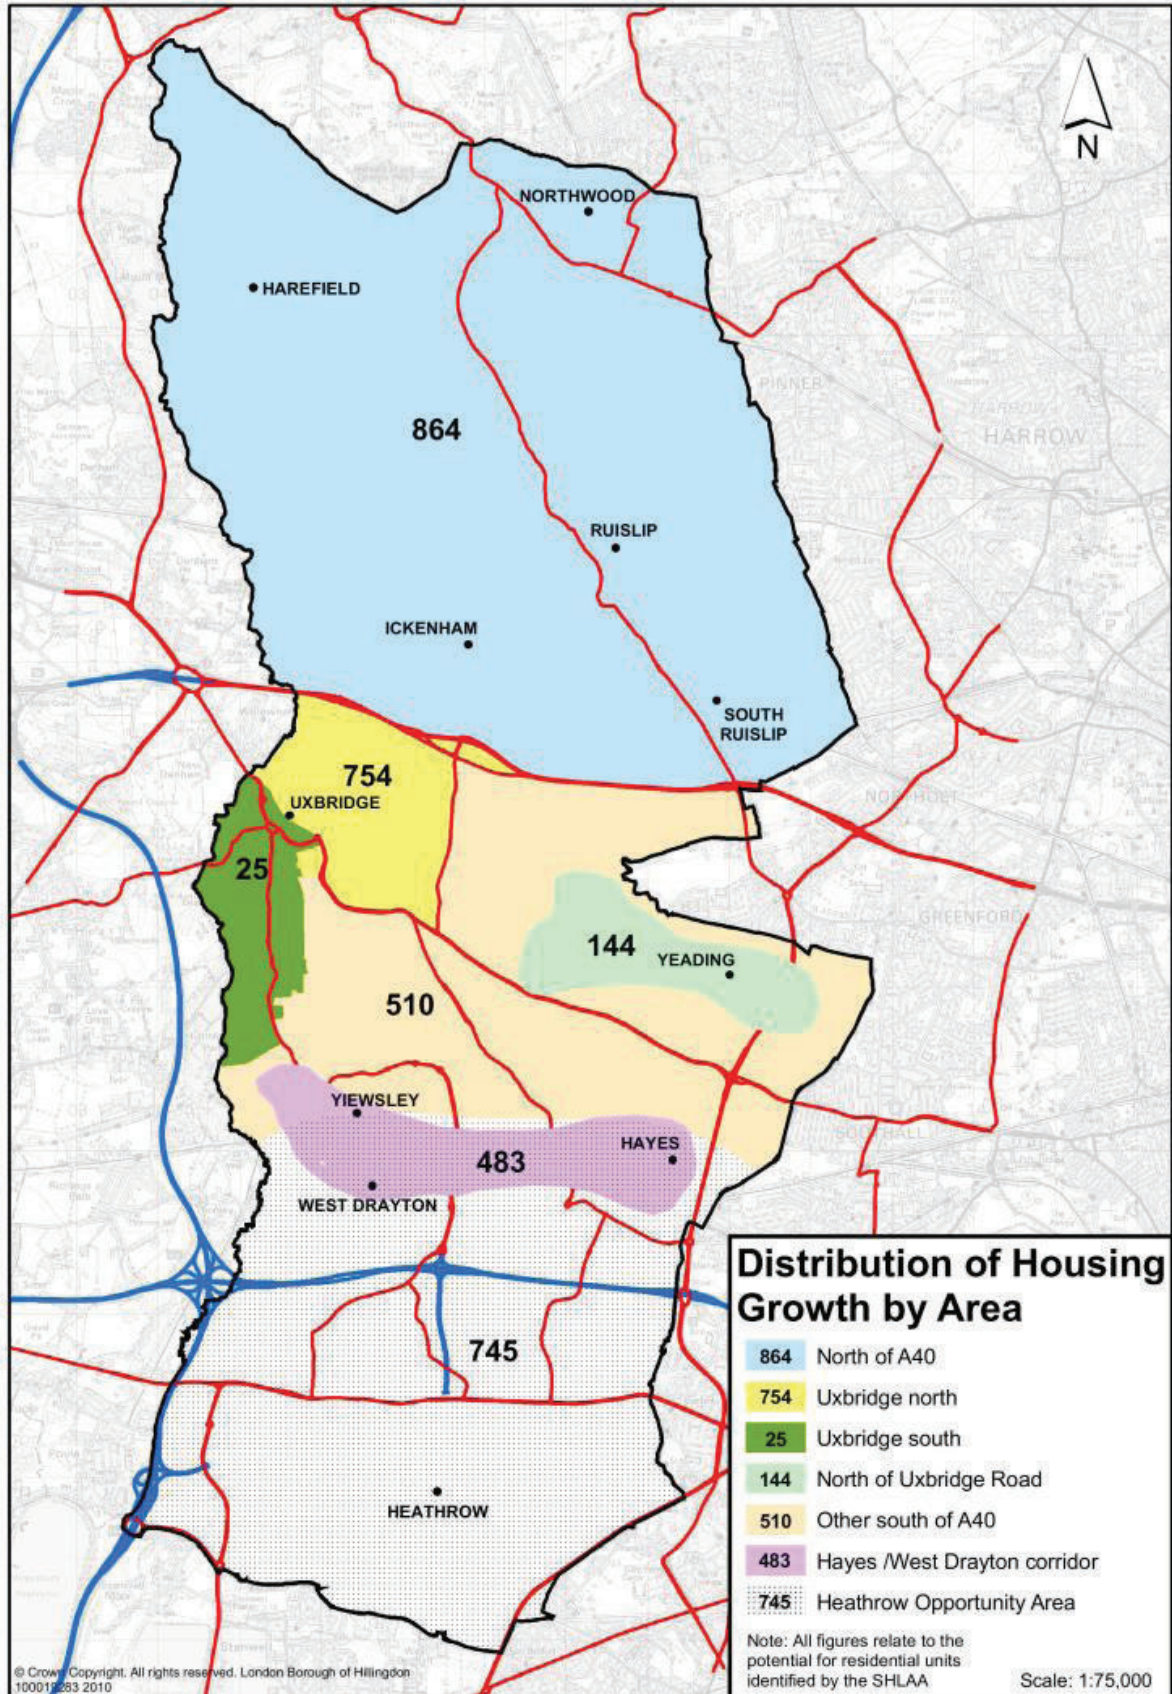 N
NORTHWOOD
HAREFIELD
PINNER
HARROW
864
RUISLIP
ICKENHAM
SOUTH
RUISLIP
754
UXBRIDGE
NORTHOLT
25
GREENFORD
144
YEADING
510
YIEWSLEY
SOUTHALL
HAYES
483
WEST DRAYTON
745
HEATHROW
Stanwell
Distribution of Housing
Growth by Area
864 North of A40
754 Uxbridge north
25 Uxbridge south
144 North of Uxbridge Road
510 Other south of A40
483 Hayes /West Drayton corridor
745 Heathrow Opportunity Area
Note: All figures relate to the
potential for residential units
identified by the SHLAA
Scale: 1:75,000
© Crown Copyright. All rights reserved. London Borough of Hillingdon
100019283 2010